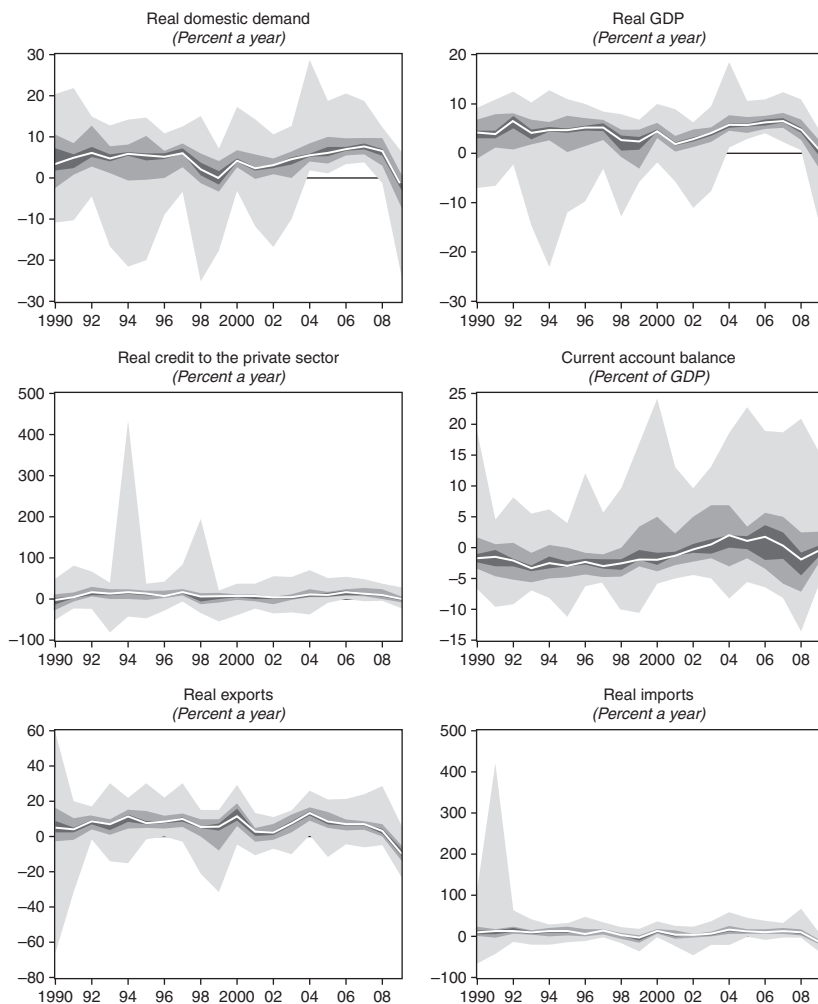 Real domestic demand
(Percent a year)
30
20
10
0
–10
–20
–30
1990 92 94 96 98 2000 02 04 06 08
Real GDP
(Percent a year)
20
10
0
–10
–20
–30
1990 92 94 96 98 2000 02 04 06 08
Real credit to the private sector
(Percent a year)
500
400
300
200
100
0
–100
1990 92 94 96 98 2000 02 04 06 08
Current account balance
(Percent of GDP)
25
20
15
10
5
0
–5
–10
–15
1990 92 94 96 98 2000 02 04 06 08
Real exports
(Percent a year)
60
40
20
0
–20
–40
–60
–80
1990 92 94 96 98 2000 02 04 06 08
Real imports
(Percent a year)
500
400
300
200
100
0
–100
1990 92 94 96 98 2000 02 04 06 08